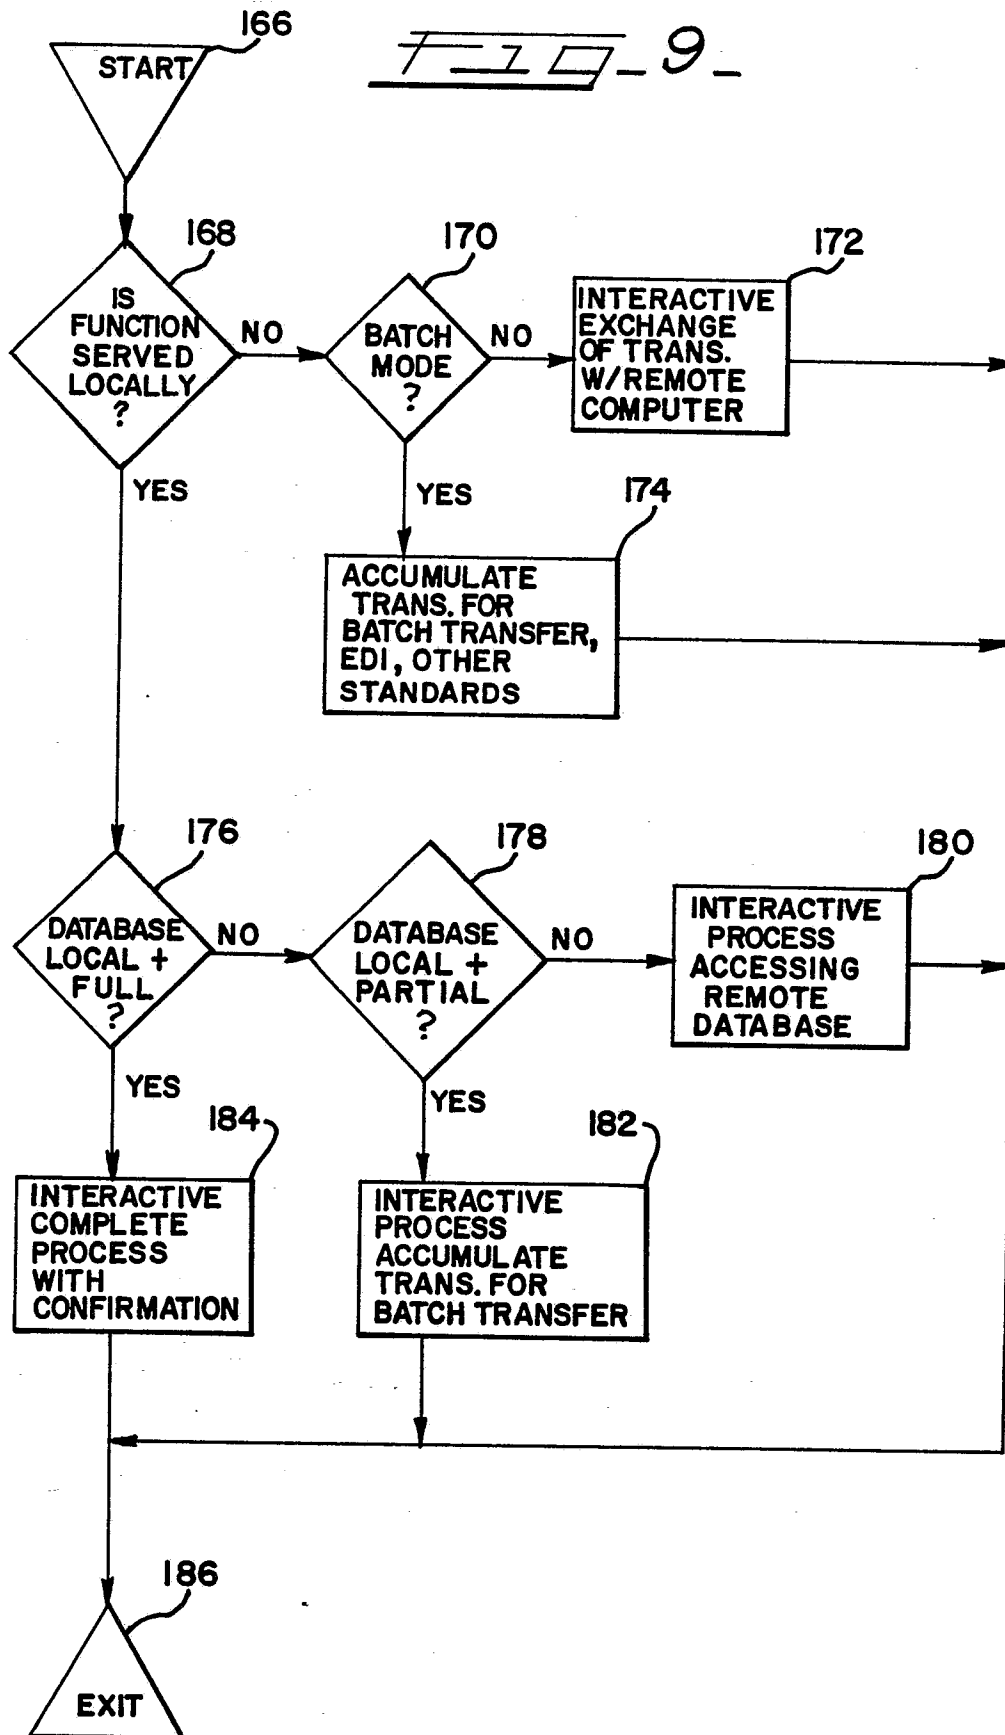 166
Fig-9-
START
168
170
172
IS
FUNCTION
SERVED
LOCALLY
?
NO
BATCH
MODE
?
NO
INTERACTIVE
EXCHANGE
OF TRANS.
W/REMOTE
COMPUTER
YES
YES
174
ACCUMULATE
TRANS. FOR
BATCH TRANSFER,
EDI, OTHER
STANDARDS
176
178
180
DATABASE
LOCAL +
FULL
?
NO
DATABASE
LOCAL +
PARTIAL
?
NO
INTERACTIVE
PROCESS
ACCESSING
REMOTE
DATABASE
YES
YES
184
182
INTERACTIVE
COMPLETE
PROCESS
WITH
CONFIRMATION
INTERACTIVE
PROCESS
ACCUMULATE
TRANS. FOR
BATCH TRANSFER
186
EXIT